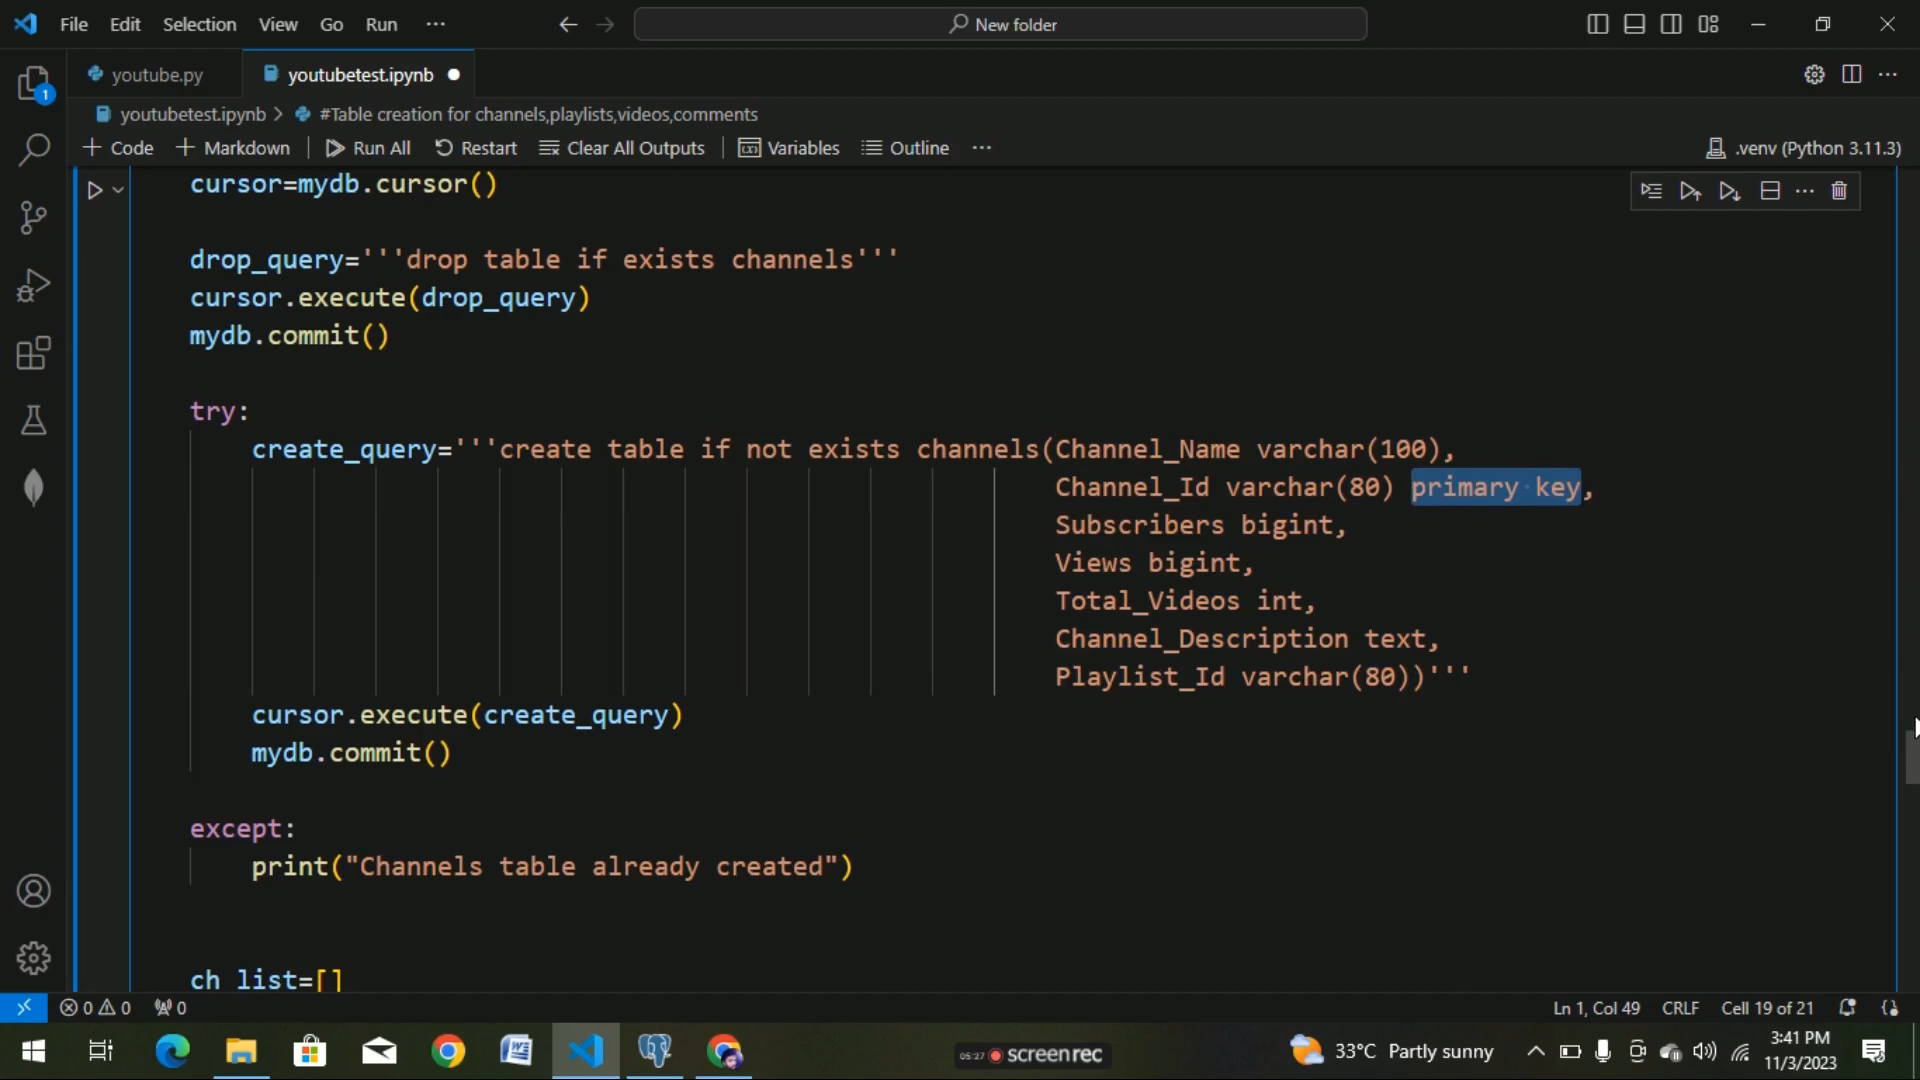 File Edit Selection View Go Run ··· New folder
youtube.py youtubetest.ipynb
youtubetest.ipynb > #Table creation for channels,playlists,videos,comments
+ Code + Markdown Run All Restart Clear All Outputs Variables Outline ··· .venv (Python 3.11.3)
1
cursor=mydb.cursor()
drop_query='''drop table if exists channels'''
cursor.execute(drop_query)
mydb.commit()
try:
create_query='''create table if not exists channels(Channel_Name varchar(100),
Channel_Id varchar(80) primary key,
Subscribers bigint,
Views bigint,
Total_Videos int,
Channel_Description text,
Playlist_Id varchar(80))'''
cursor.execute(create_query)
mydb.commit()
except:
print("Channels table already created")
ch list=[]
0 0 0 Ln 1, Col 49 CRLF Cell 19 of 21
05:27 screenrec 33°C Partly sunny 3:41 PM
11/3/2023